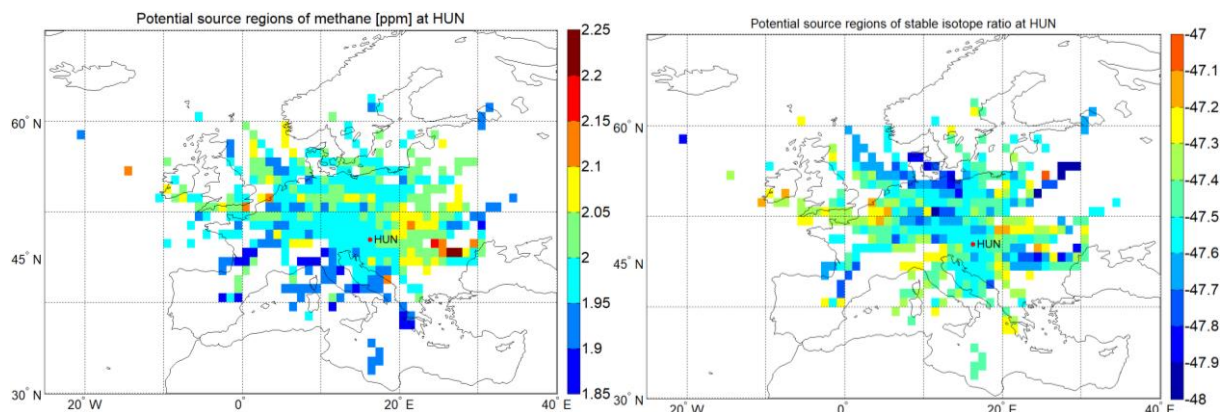 Potential source regions of methane [ppm] at HUN
60° N
45° N
30° N
20° W
0°
20° E
40° E
HUN
2.25
2.2
2.15
2.1
2.05
2
1.95
1.9
1.85
Potential source regions of stable isotope ratio at HUN
60° N
45° N
30° N
20° W
0°
20° E
40° E
HUN
-47
-47.1
-47.2
-47.3
-47.4
-47.5
-47.6
-47.7
-47.8
-47.9
-48